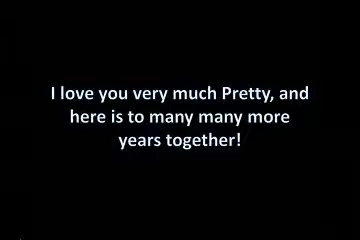 I love you very much Pretty, and
here is to many many more
years together!